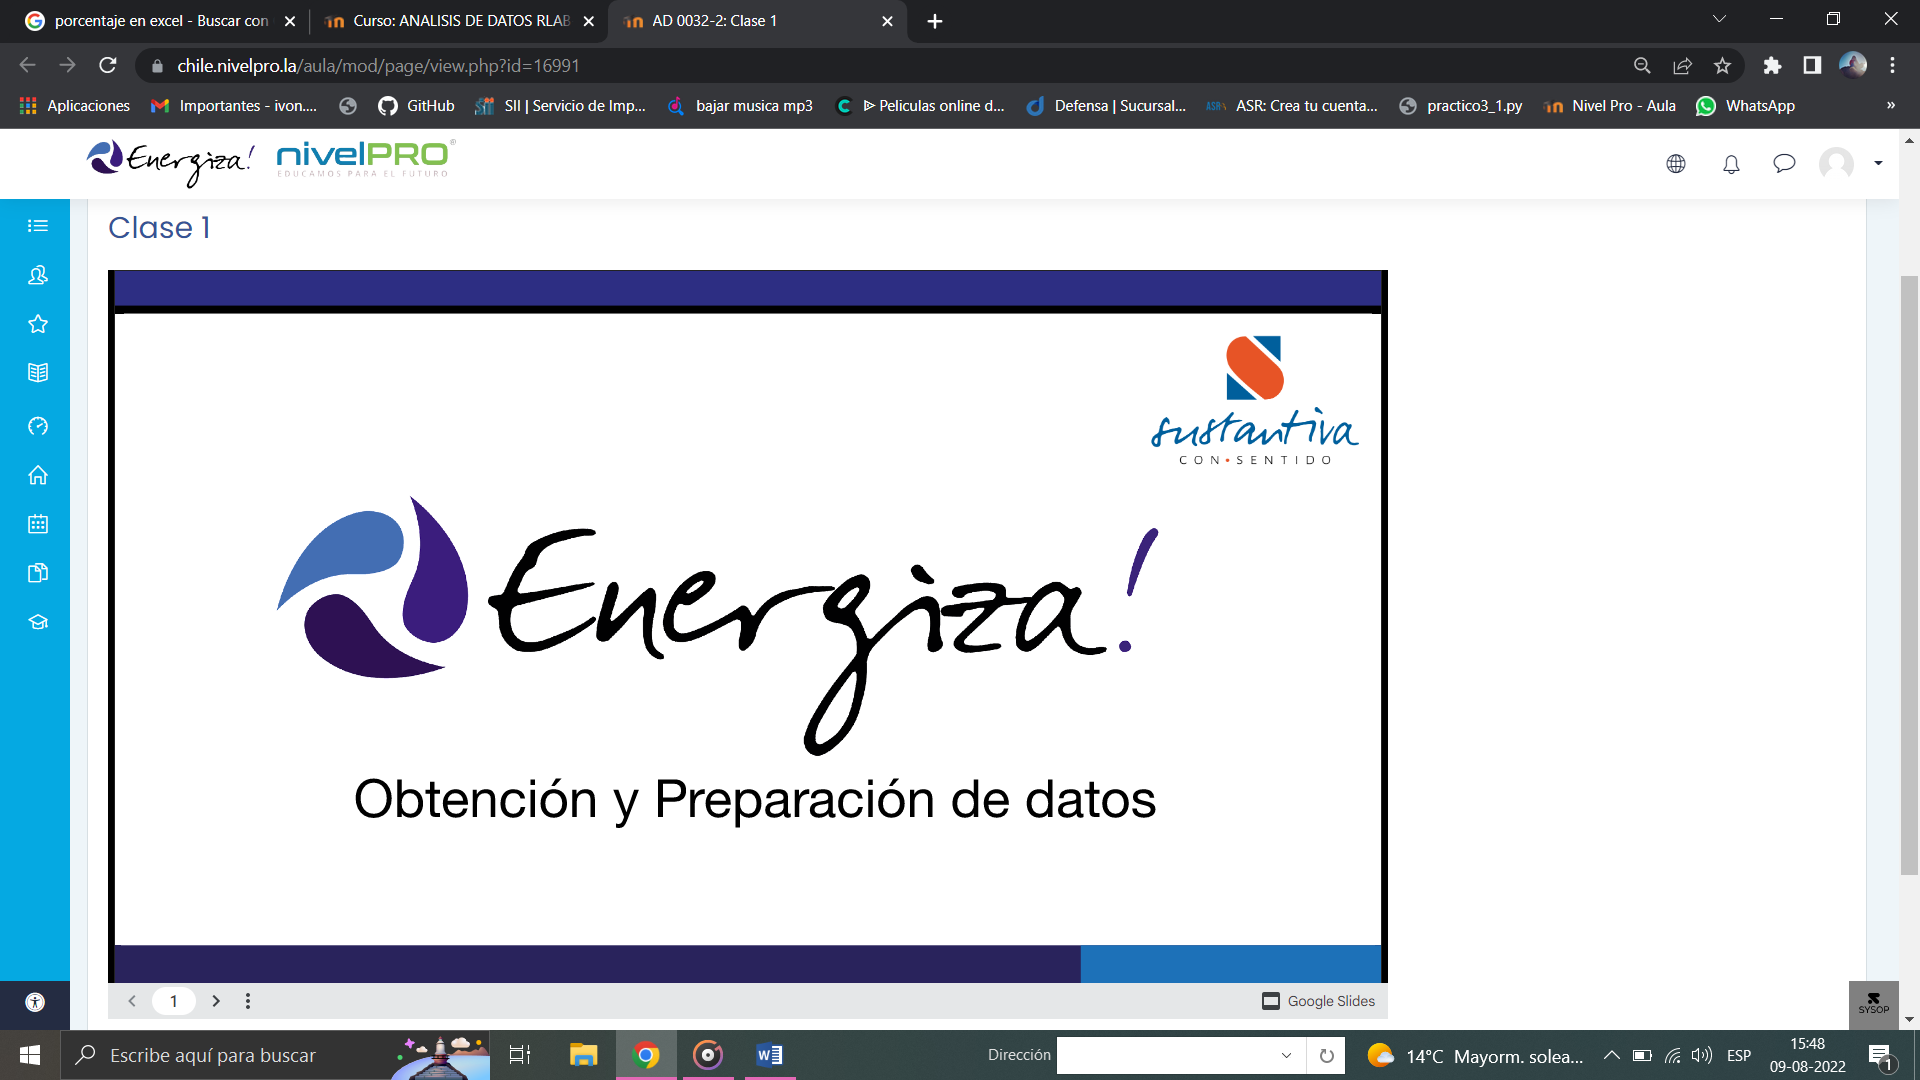 porcentaje en excel - Buscar con
Curso: ANALISIS DE DATOS RLAB
AD 0032-2: Clase 1
chile.nivelpro.la/aula/mod/page/view.php?id=16991
Aplicaciones
Importantes - ivon....
GitHub
SII | Servicio de Imp...
bajar musica mp3
Peliculas online d...
Defensa | Sucursal...
ASR: Crea tu cuenta...
practico3_1.py
Nivel Pro - Aula
WhatsApp
»
Energiza!
nivelPRO®
EDUCAMOS PARA EL FUTURO
Clase 1
sustantiva
CON•SENTIDO
Energiza!
Obtención y Preparación de datos
1
Google Slides
SYSOP
Escribe aquí para buscar
Dirección
14°C Mayorm. solea...
ESP
15:48
09-08-2022
1